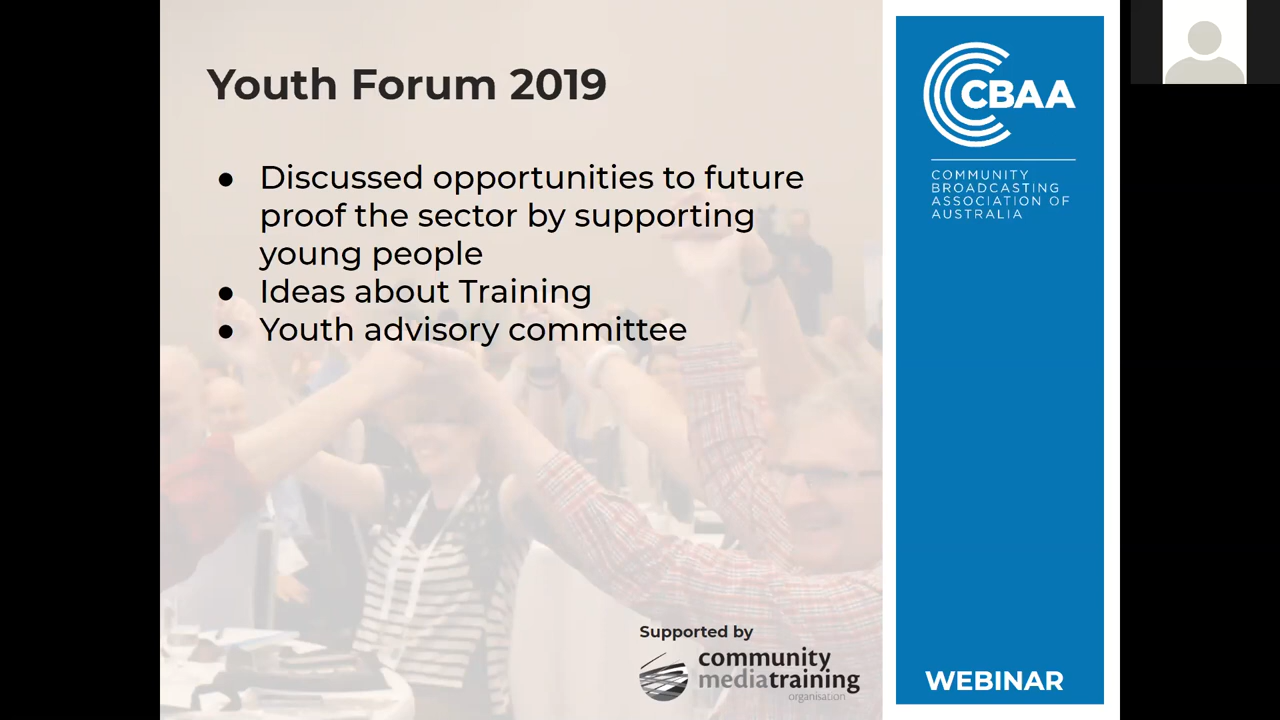 Youth Forum 2019
● Discussed opportunities to future
proof the sector by supporting
young people
● Ideas about Training
● Youth advisory committee
Supported by
community
mediatraining
organisation
CBAA
COMMUNITY
BROADCASTING
ASSOCIATION OF
AUSTRALIA
WEBINAR